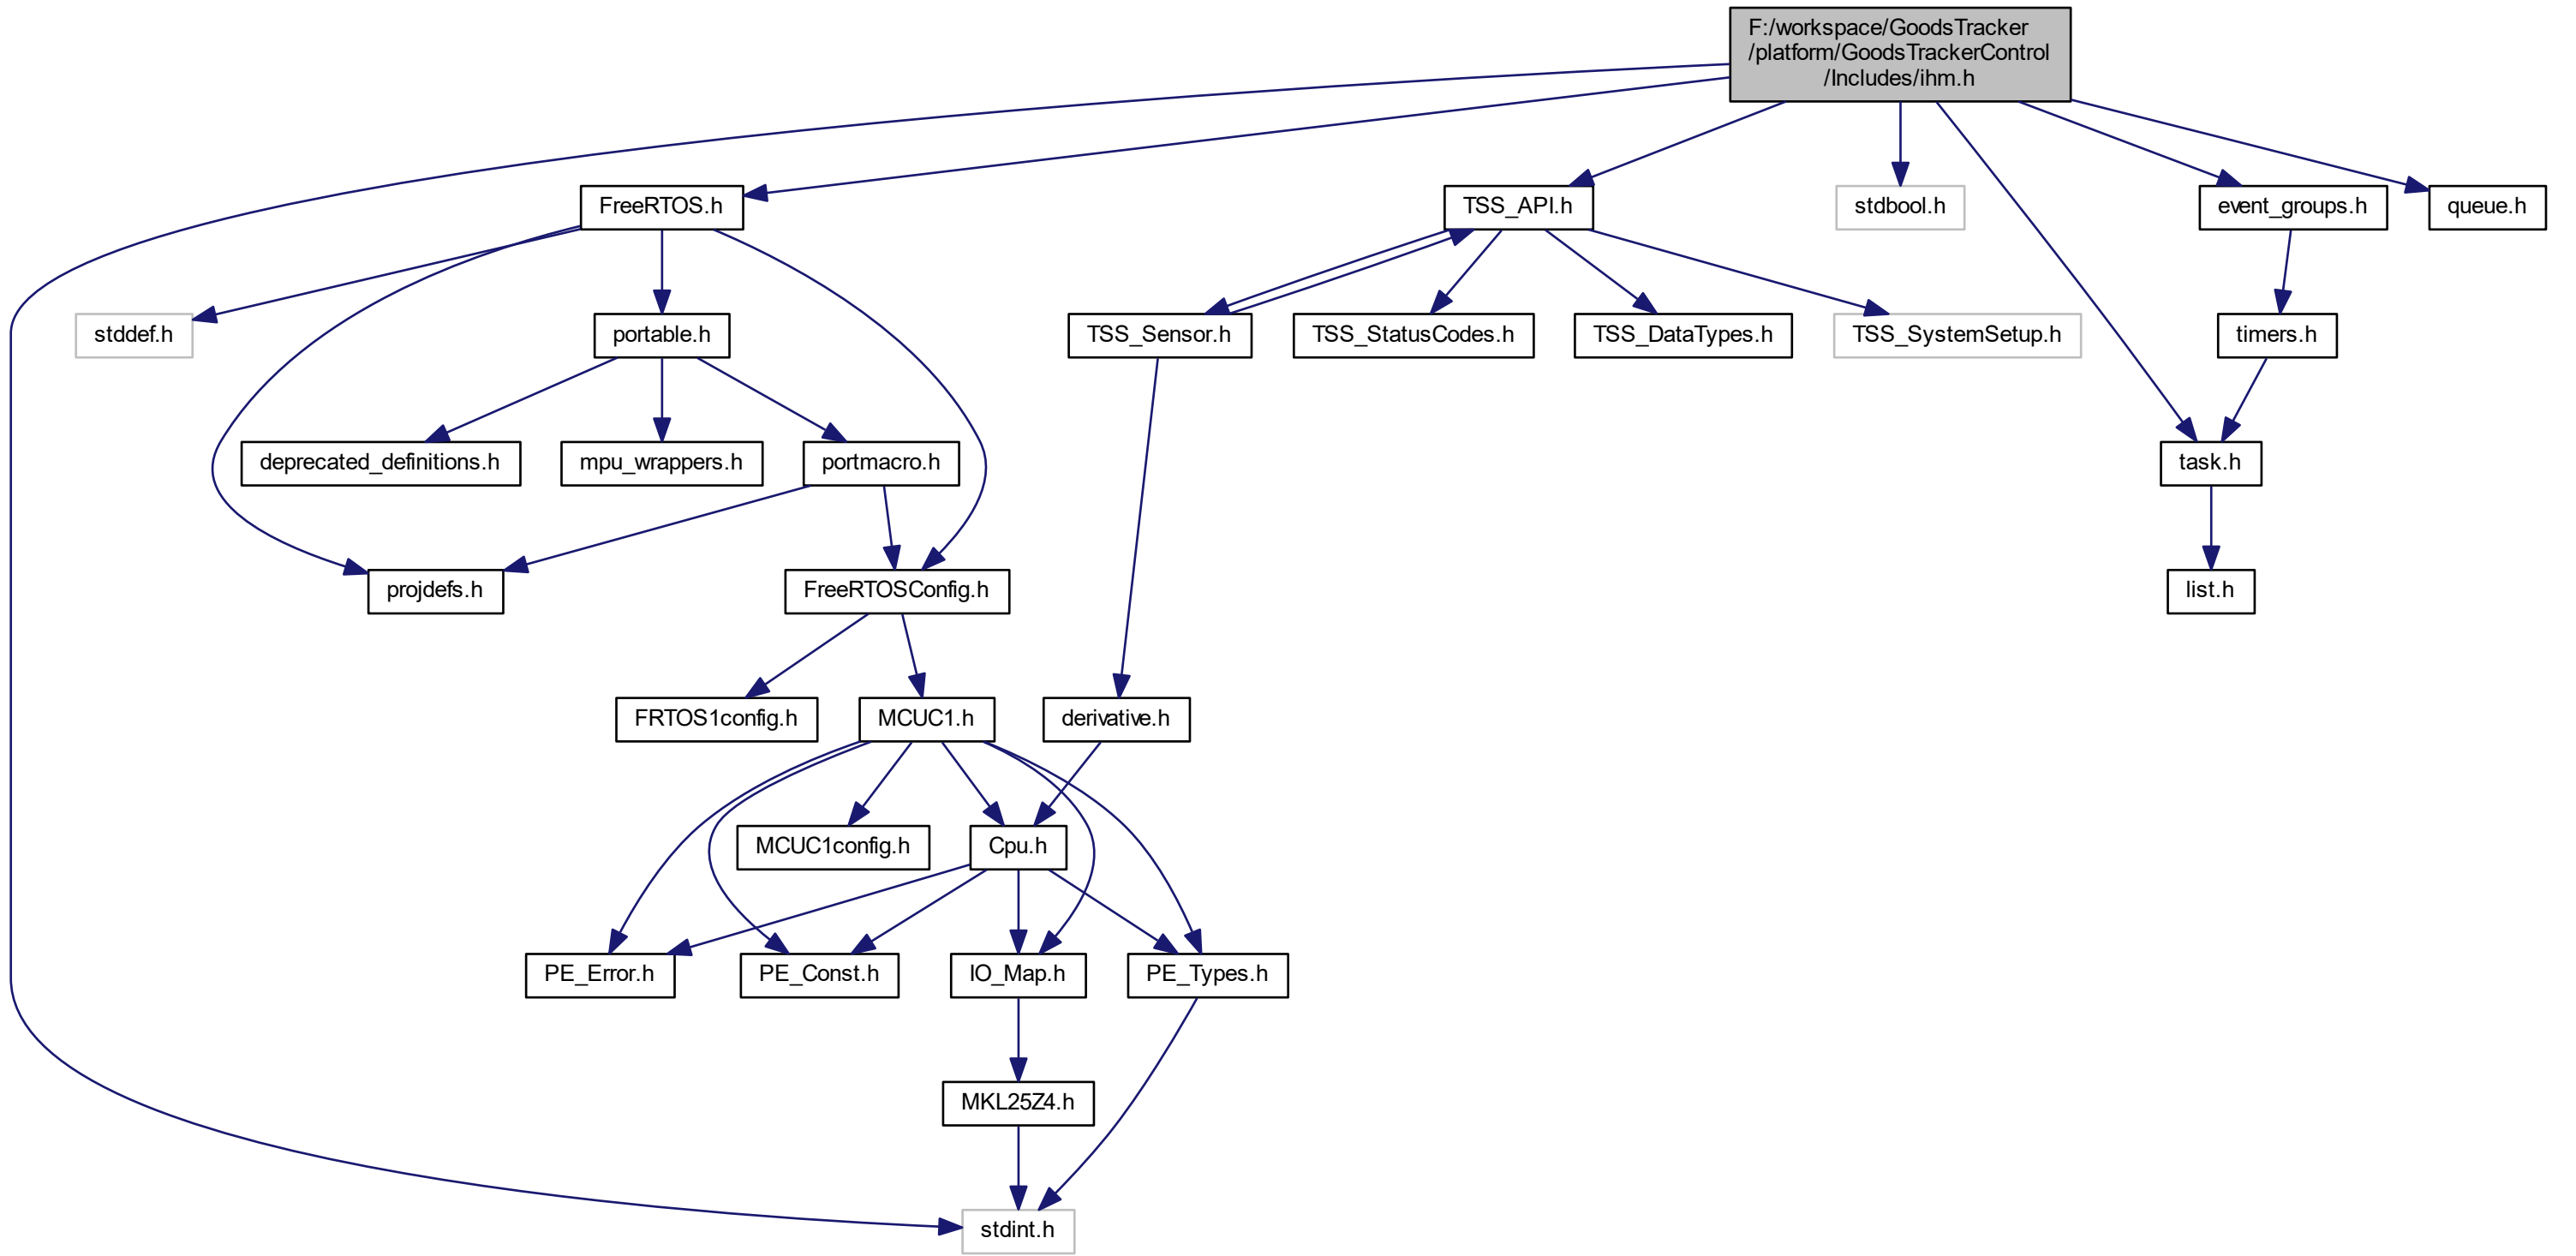 F:/workspace/GoodsTracker
/platform/GoodsTrackerControl
/Includes/ihm.h
FreeRTOS.h
TSS_API.h
stdbool.h
event_groups.h
queue.h
stddef.h
portable.h
TSS_Sensor.h
TSS_StatusCodes.h
TSS_DataTypes.h
TSS_SystemSetup.h
timers.h
deprecated_definitions.h
mpu_wrappers.h
portmacro.h
task.h
projdefs.h
FreeRTOSConfig.h
list.h
FRTOS1config.h
MCUC1.h
derivative.h
MCUC1config.h
Cpu.h
PE_Error.h
PE_Const.h
IO_Map.h
PE_Types.h
MKL25Z4.h
stdint.h